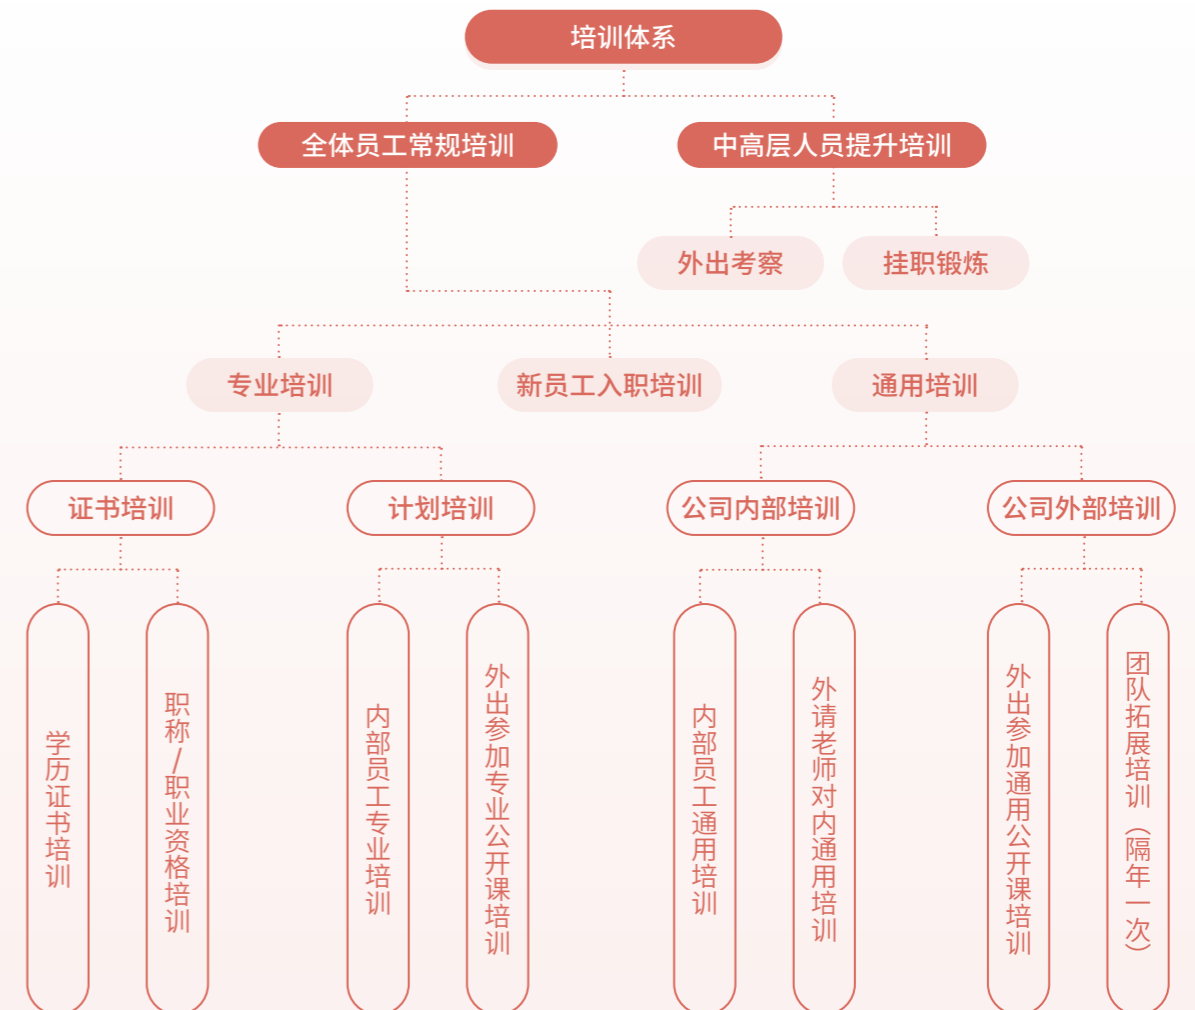 培训体系
全体员工常规培训
中高层人员提升培训
外出考察
挂职锻炼
专业培训
新员工入职培训
通用培训
证书培训
计划培训
公司内部培训
公司外部培训
学历证书培训
职称/职业资格培训
内部员工专业培训
外出参加专业公开课培训
内部员工通用培训
外请老师对内通用培训
外出参加通用公开课培训
团队拓展培训（隔年一次）